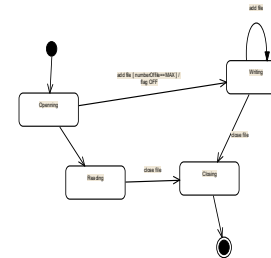 add file
add file [ numberOffile==MAX ] /
flag OFF
Writing
Openning
close file
close file
Reading
Closing